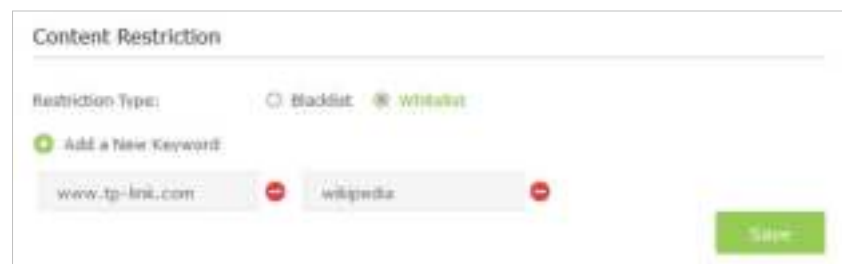 Content Restriction
Restriction Type: Blacklist Whitelist
Add a New Keyword
www.tp-link.com wikipedia
Save